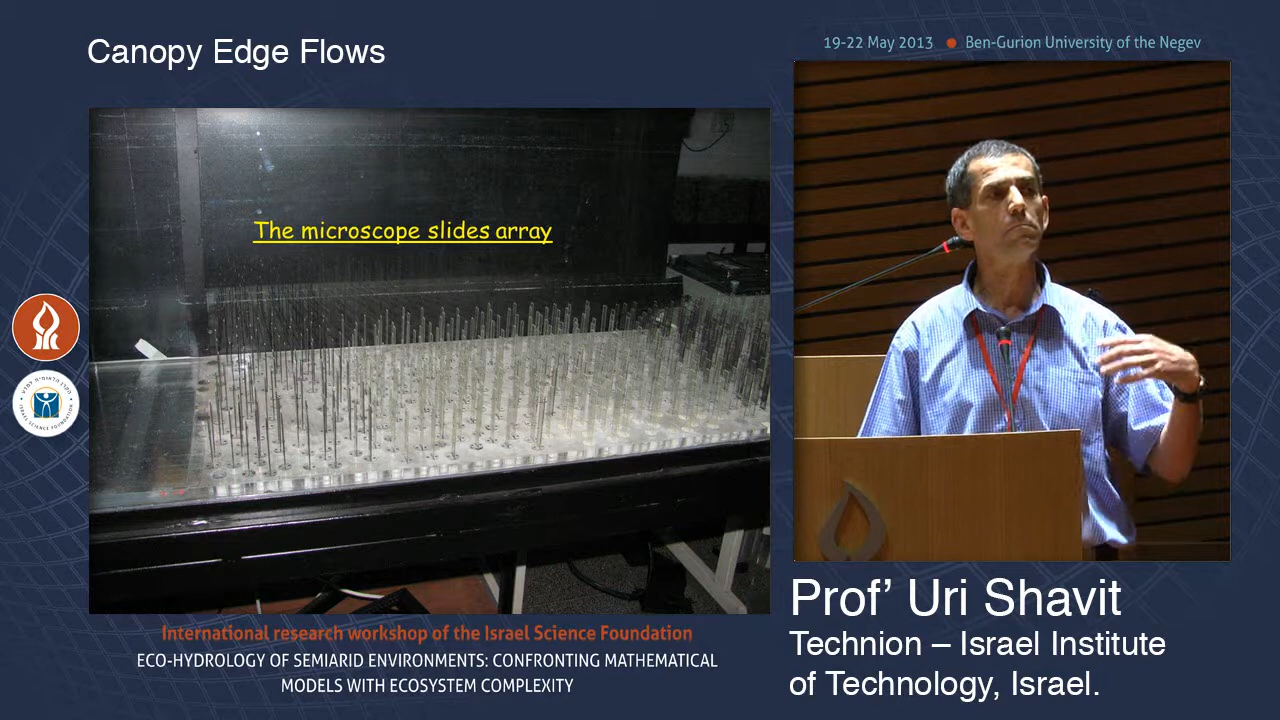 Canopy Edge Flows
19-22 May 2013 ● Ben-Gurion University of the Negev
The microscope slides array
International research workshop of the Israel Science Foundation
ECO-HYDROLOGY OF SEMIARID ENVIRONMENTS: CONFRONTING MATHEMATICAL
MODELS WITH ECOSYSTEM COMPLEXITY
Prof’ Uri Shavit
Technion – Israel Institute
of Technology, Israel.